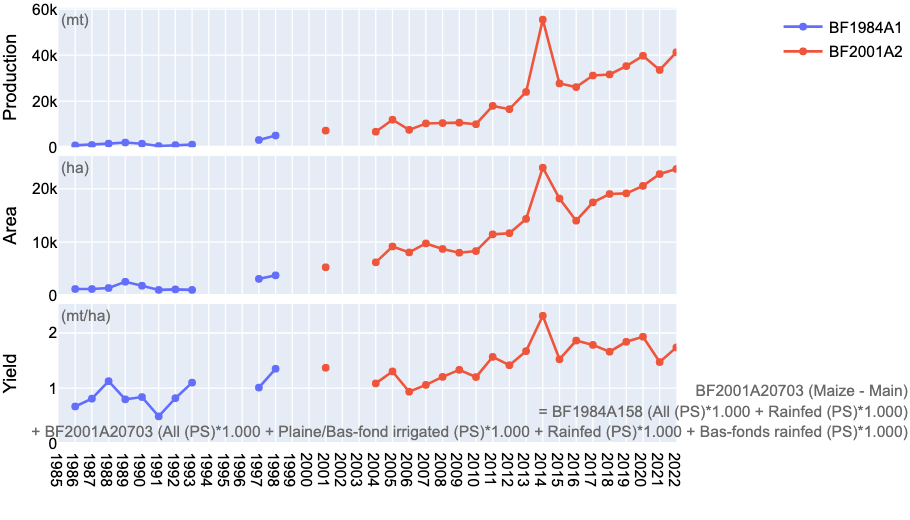 60k
(mt)
40k
20k
0
Production
BF1984A1
BF2001A2
(ha)
20k
10k
0
Area
(mt/ha)
2
1
0
Yield
BF2001A20703 (Maize - Main)
= BF1984A158 (All (PS)*1.000 + Rainfed (PS)*1.000)
+ BF2001A20703 (All (PS)*1.000 + Plaine/Bas-fond irrigated (PS)*1.000 + Rainfed (PS)*1.000 + Bas-fonds rainfed (PS)*1.000)
1985 1986 1987 1988 1989 1990 1991 1992 1993 1994 1995 1996 1997 1998 1999 2000 2001 2002 2003 2004 2005 2006 2007 2008 2009 2010 2011 2012 2013 2014 2015 2016 2017 2018 2019 2020 2021 2022